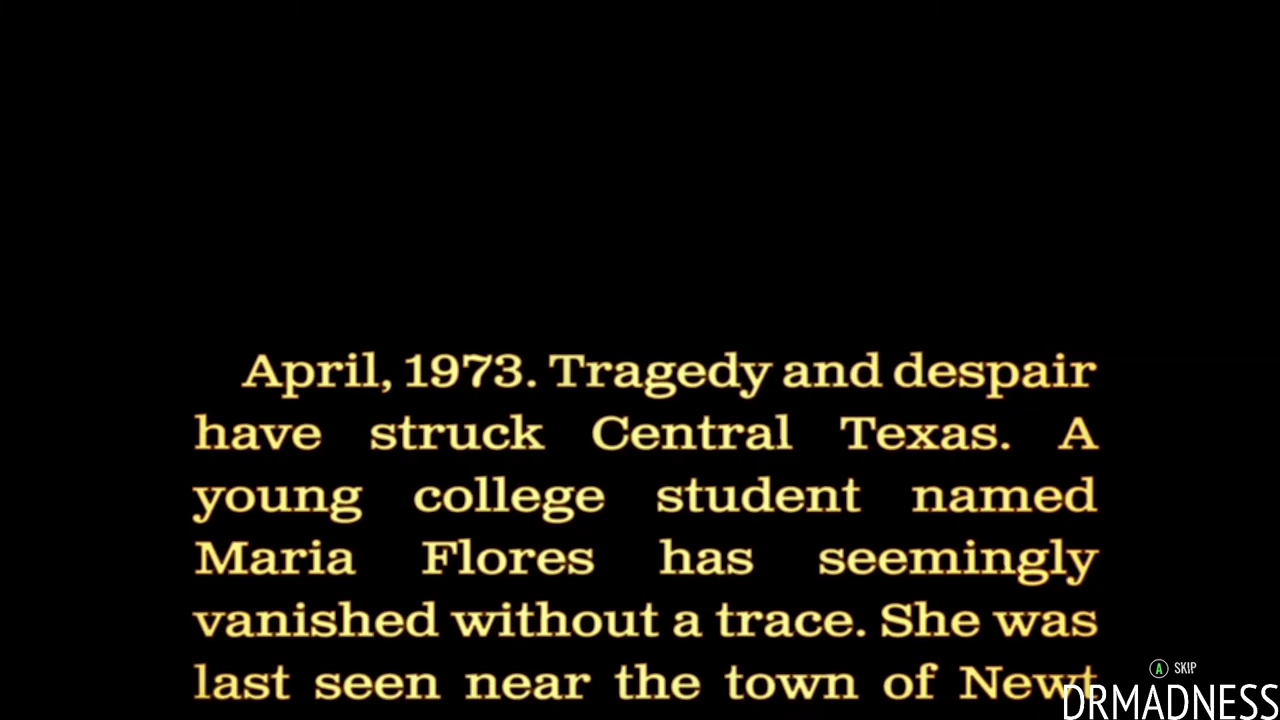 April, 1973. Tragedy and despair
have struck Central Texas. A
young college student named
Maria Flores has seemingly
vanished without a trace. She was
last seen near the town of Newt
A SKIP
DRMADNESS